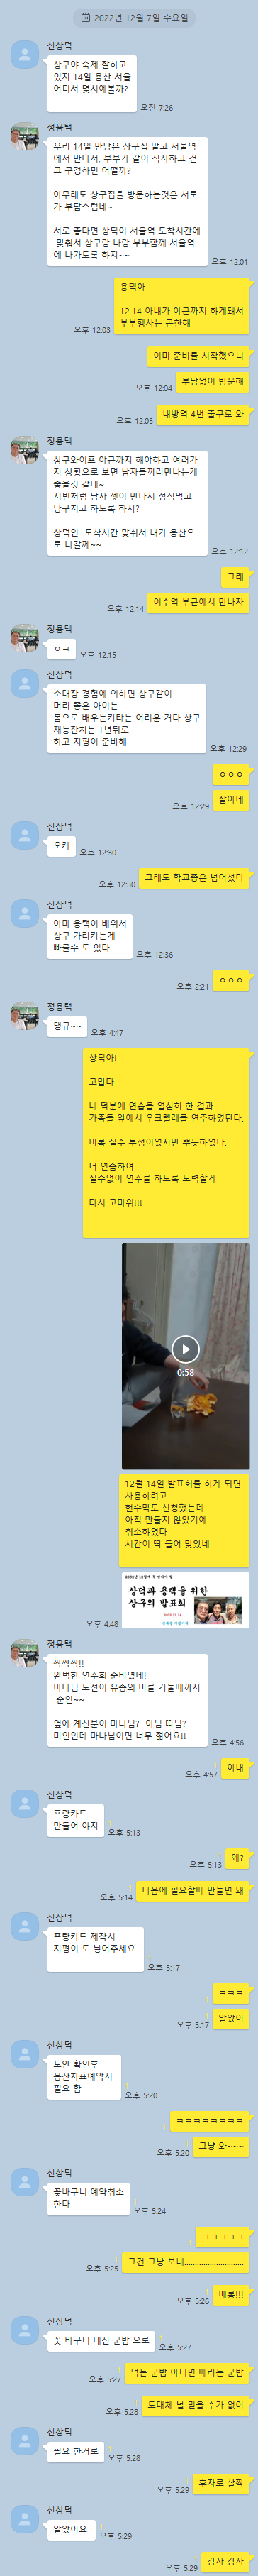 2022년 12월 7일 수요일
신상덕
상구야 숙제 잘하고
있지 14일 용산 서울
어디서 몇시에볼까?
오전 7:26
정용택
우리 14일 만남은 상구집 말고 서울역
에서 만나서, 부부가 같이 식사하고 걷
고 구경하면 어떨까?
아무래도 상구집을 방문하는것은 서로
가 부담스럽네~
서로 좋다면 상덕이 서울역 도착시간에
맞춰서 상구랑 나랑 부부함께 서울역
에 나가도록 하지~~
오후 12:01
용택아
12.14 아내가 야근까지 하게돼서
부부행사는 곤한해
오후 12:03
이미 준비를 시작했으니
부담없이 방문해
오후 12:04
내방역 4번 출구로 와
오후 12:05
정용택
상구와이프 야근까지 해야하고 여러가
지 상황으로 보면 남자들끼리만나는게
좋을것 같네~
저번처럼 남자 셋이 만나서 점심먹고
당구치고 하도록 하지?
상덕인 도착시간 맞춰서 내가 용산으
로 나갈께~~
오후 12:12
그래
이수역 부근에서 만나자
오후 12:14
정용택
ㅇㅋ
오후 12:15
신상덕
소대장 경험에 의하면 상구같이
머리 좋은 아이는
몸으로 배우는키타는 어려운 거다 상구
재능잔치는 1년뒤로
하고 지평이 준비해
오후 12:29
ㅇㅇㅇ
잘아네
오후 12:29
신상덕
오케
오후 12:30
그래도 학교종은 넘어섰다
오후 12:30
신상덕
아마 용택이 배워서
상구 가리키는게
빠를수 도 있다
오후 12:36
ㅇㅇㅇ
오후 2:21
정용택
탱큐~~
오후 4:47
상덕아!
고맙다.
네 덕분에 연습을 열심히 한 결과
가족들 앞에서 우크렐레를 연주하였단다.
비록 실수 투성이였지만 뿌듯하였다.
더 연습하여
실수없이 연주를 하도록 노력할게
다시 고마워!!!
0:58
12월 14일 발표회를 하게 되면
사용하려고
현수막도 신청했는데
아직 만들지 않았기에
취소하였다.
시간이 딱 들어 맞았네.
상덕과 용택을 위한
상구의 발표회
오후 4:48
정용택
짝짝짝!!
완벽한 연주회 준비였네!
마나님 도전이 유종의 미를 거둘때까지
순연~~
옆에 계신분이 마나님? 아님 따님?
미인인데 마나님이면 너무 젊어요!!
오후 4:56
아내
오후 4:57
신상덕
프랑카드
만들어 야지
오후 5:13
왜?
오후 5:13
다음에 필요할때 만들면 돼
오후 5:14
신상덕
프랑카드 제작시
지평이 도 넣어주세요
오후 5:17
ㅋㅋㅋ
알았어
오후 5:17
신상덕
도안 확인후
용산자표예약시
필요 함
오후 5:20
ㅋㅋㅋㅋㅋㅋㅋㅋ
그냥 와~~~
오후 5:20
신상덕
꽃바구니 예약취소
한다
오후 5:24
ㅋㅋㅋㅋㅋ
그건 그냥 보내............................
오후 5:25
메롱!!!
오후 5:26
신상덕
꽃 바구니 대신 군밤 으로
오후 5:27
먹는 군밤 아니면 때리는 군밤
오후 5:27
도대체 널 믿을 수가 없어
오후 5:28
신상덕
필요 한거로
오후 5:28
후자로 살짝
오후 5:29
신상덕
알았어요
오후 5:29
감사 감사
오후 5:29